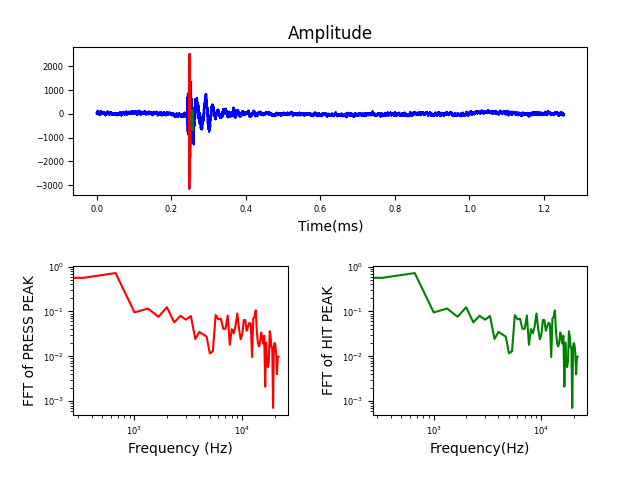 Amplitude
2000
1000
0
−1000
−2000
−3000
0.0 0.2 0.4 0.6 0.8 1.0 1.2
Time(ms)
FFT of PRESS PEAK
10⁰
10⁻¹
10⁻²
10⁻³
10³ 10⁴
Frequency (Hz)
FFT of HIT PEAK
10⁰
10⁻¹
10⁻²
10⁻³
10³ 10⁴
Frequency(Hz)